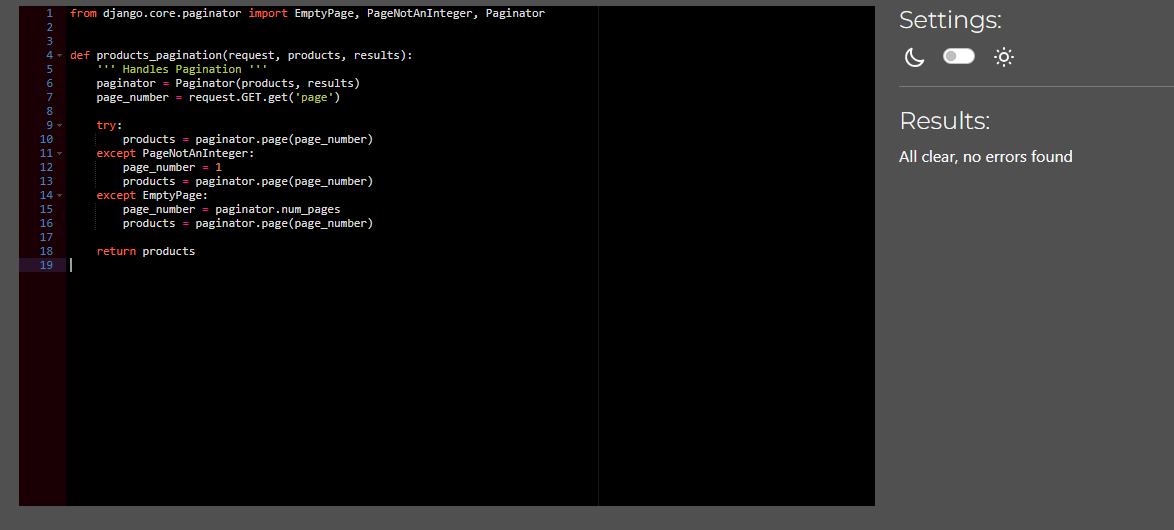 1 from django.core.paginator import EmptyPage, PageNotAnInteger, Paginator
2
3
4 def products_pagination(request, products, results):
5     ''' Handles Pagination '''
6     paginator = Paginator(products, results)
7     page_number = request.GET.get('page')
8
9     try:
10         products = paginator.page(page_number)
11     except PageNotAnInteger:
12         page_number = 1
13         products = paginator.page(page_number)
14     except EmptyPage:
15         page_number = paginator.num_pages
16         products = paginator.page(page_number)
17
18     return products
19
Settings:
Results:
All clear, no errors found